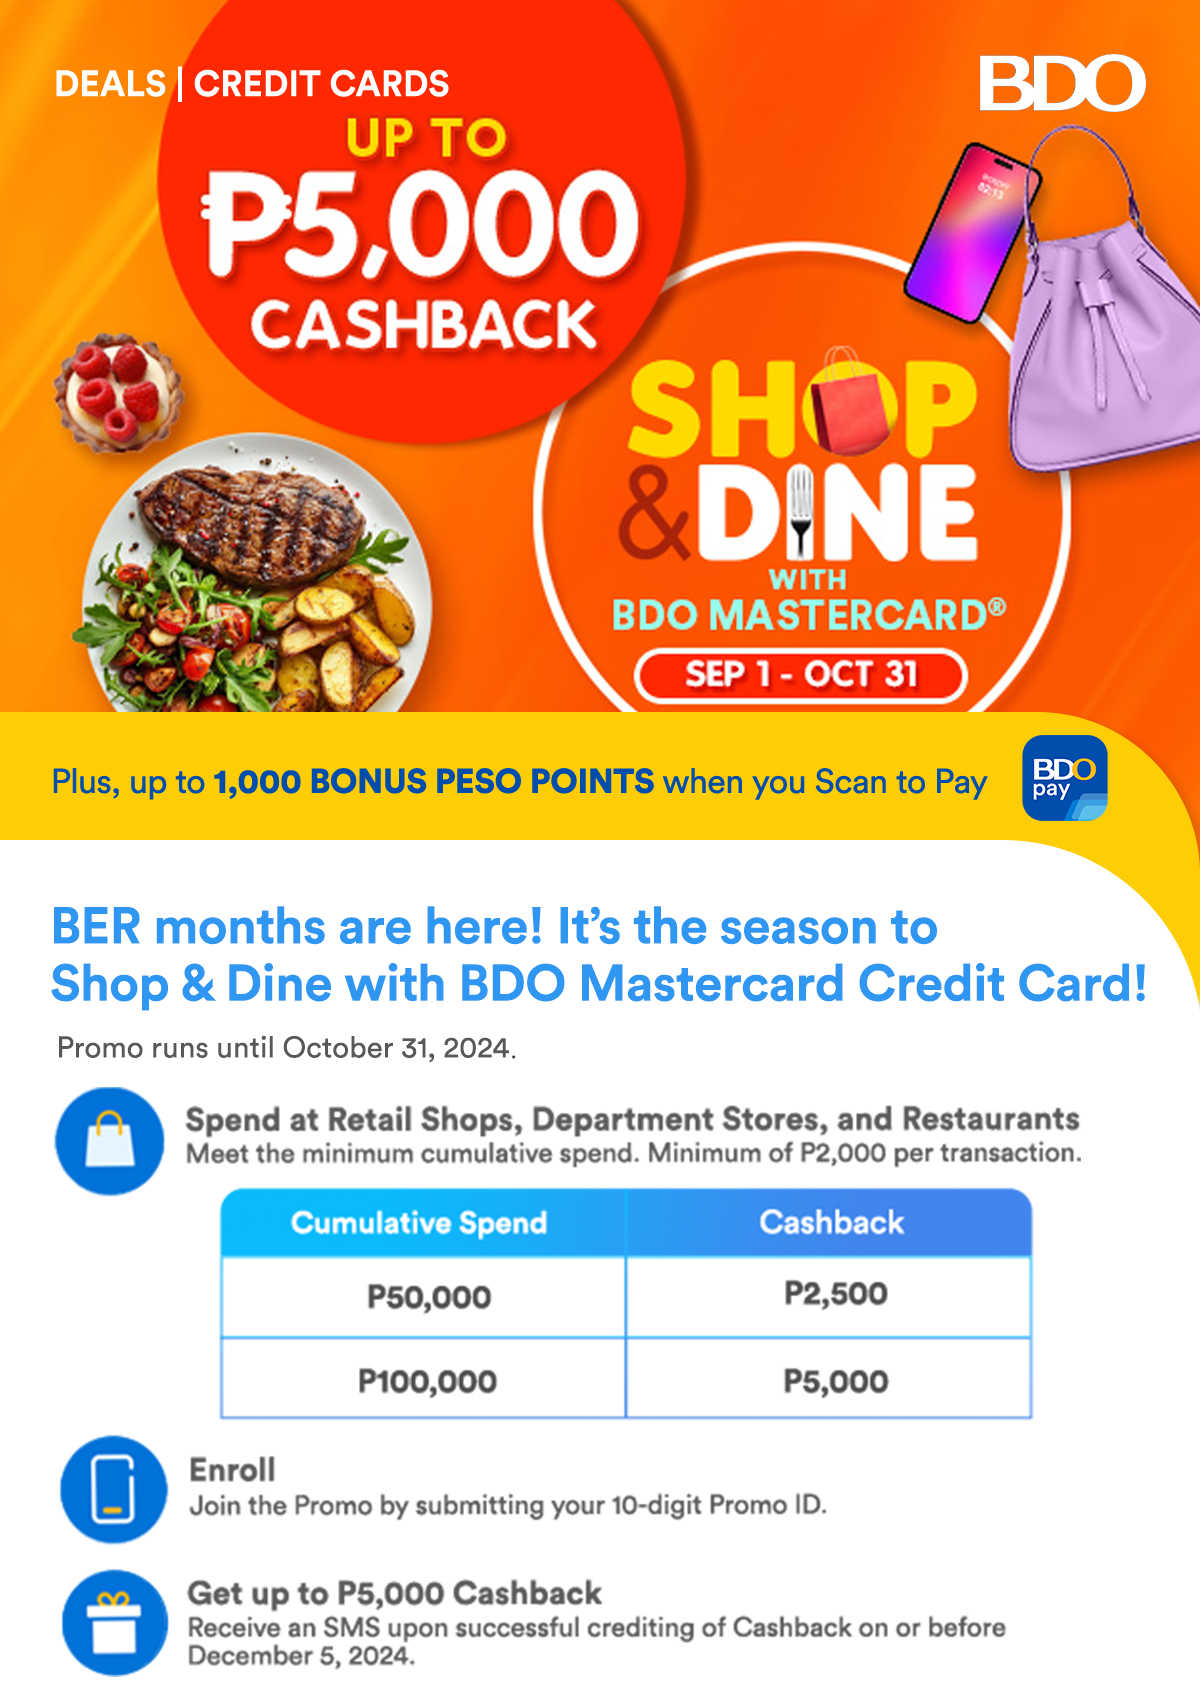 DEALS | CREDIT CARDS
BDO
UP TO
₱5,000
CASHBACK
SHOP
&DINE
WITH
BDO MASTERCARD®
SEP 1 - OCT 31
Plus, up to 1,000 BONUS PESO POINTS when you Scan to Pay
BDO
pay
BER months are here! It's the season to
Shop & Dine with BDO Mastercard Credit Card!
Promo runs until October 31, 2024.
Spend at Retail Shops, Department Stores, and Restaurants
Meet the minimum cumulative spend. Minimum of P2,000 per transaction.
Cumulative Spend Cashback
P50,000 P2,500
P100,000 P5,000
Enroll
Join the Promo by submitting your 10-digit Promo ID.
Get up to P5,000 Cashback
Receive an SMS upon successful crediting of Cashback on or before
December 5, 2024.